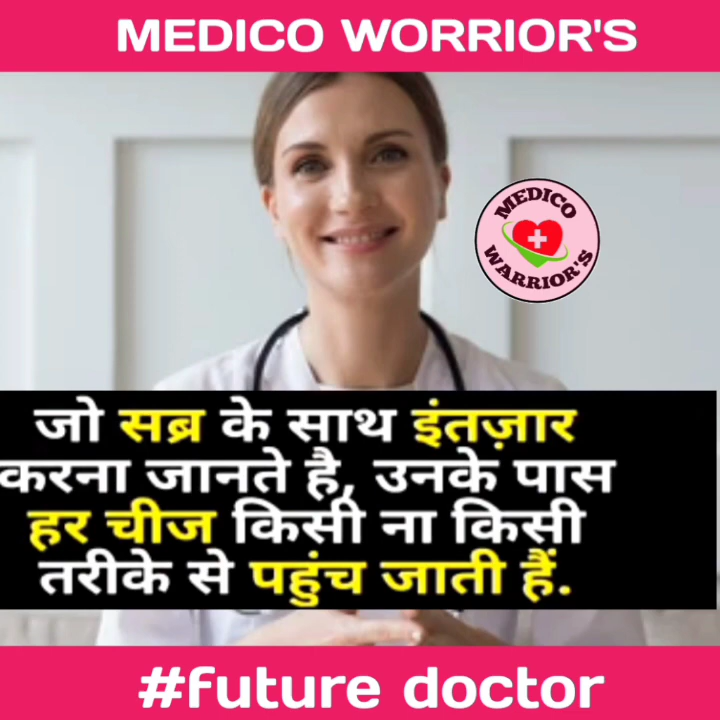 MEDICO WORRIOR'S
MEDICO
WARRIOR'S
जो सब्र के साथ इंतज़ार
करना जानते है, उनके पास
हर चीज किसी ना किसी
तरीके से पहुंच जाती हैं.
#future doctor